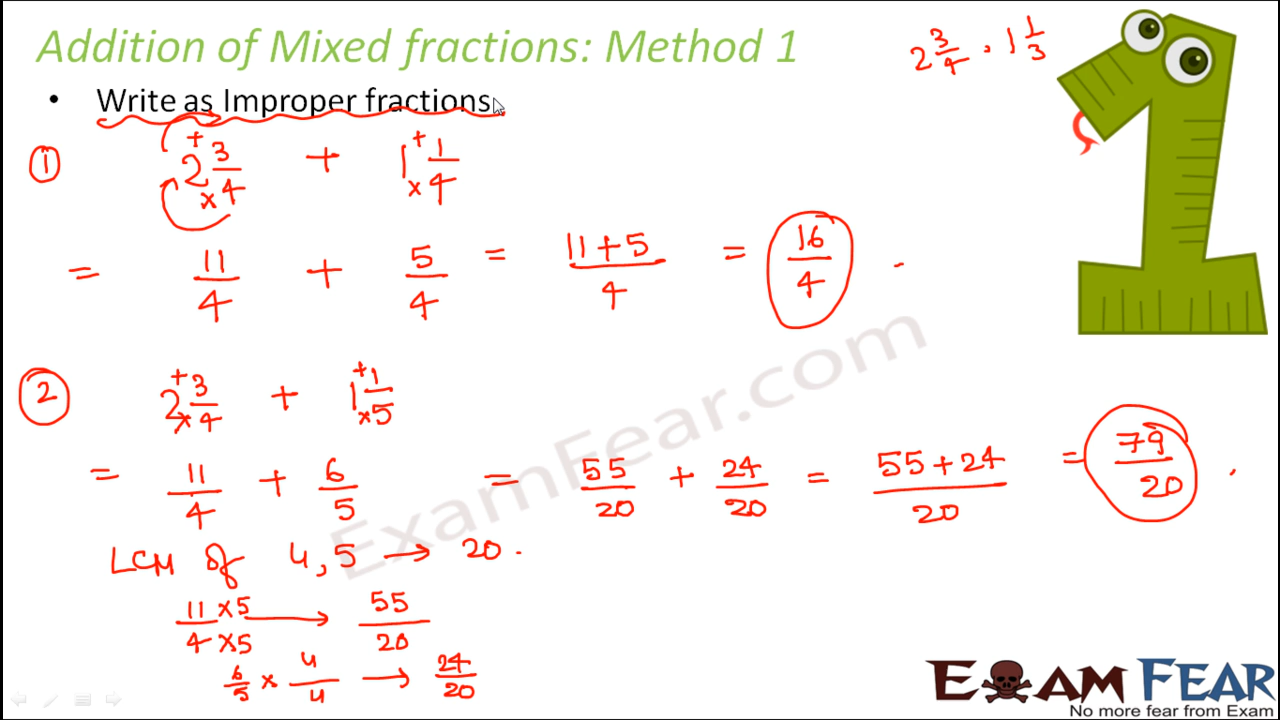 Addition of Mixed fractions: Method 1
2 3/4 , 1 1/3
• Write as Improper fractions
① 2 + 3/× 4 + 1 + 1/× 4
= 11/4 + 5/4 = 11+5/4 = 16/4
② 2 + 3/× 4 + 1 + 1/× 5
= 11/4 + 6/5 = 55/20 + 24/20 = 55+24/20 = 79/20
LCM of 4,5 → 20
11 ×5/4 ×5 → 55/20
6/5 × 4/4 → 24/20
ExamFear.com
EXAM FEAR
No more fear from Exam